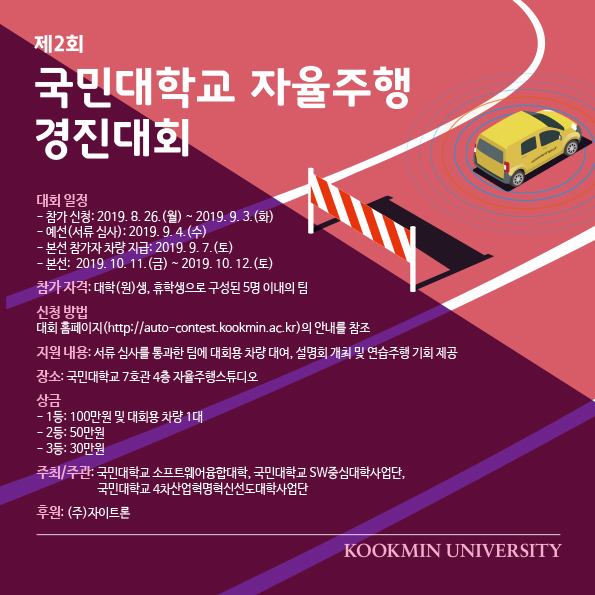 제2회
국민대학교 자율주행
경진대회
대회 일정
- 참가 신청: 2019. 8. 26.(월) ~ 2019. 9. 3.(화)
- 예선(서류 심사): 2019. 9. 4.(수)
- 본선 참가자 차량 지급: 2019. 9. 7.(토)
- 본선: 2019. 10. 11.(금) ~ 2019. 10. 12.(토)
참가 자격: 대학(원)생, 휴학생으로 구성된 5명 이내의 팀
신청 방법
대회 홈페이지(http://auto-contest.kookmin.ac.kr)의 안내를 참조
지원 내용: 서류 심사를 통과한 팀에 대회용 차량 대여, 설명회 개최 및 연습주행 기회 제공
장소: 국민대학교 7호관 4층 자율주행스튜디오
상금
- 1등: 100만원 및 대회용 차량 1대
- 2등: 50만원
- 3등: 30만원
주최/주관: 국민대학교 소프트웨어융합대학, 국민대학교 SW중심대학사업단,
국민대학교 4차산업혁명혁신선도대학사업단
후원: (주)자이트론
KOOKMIN UNIVERSITY